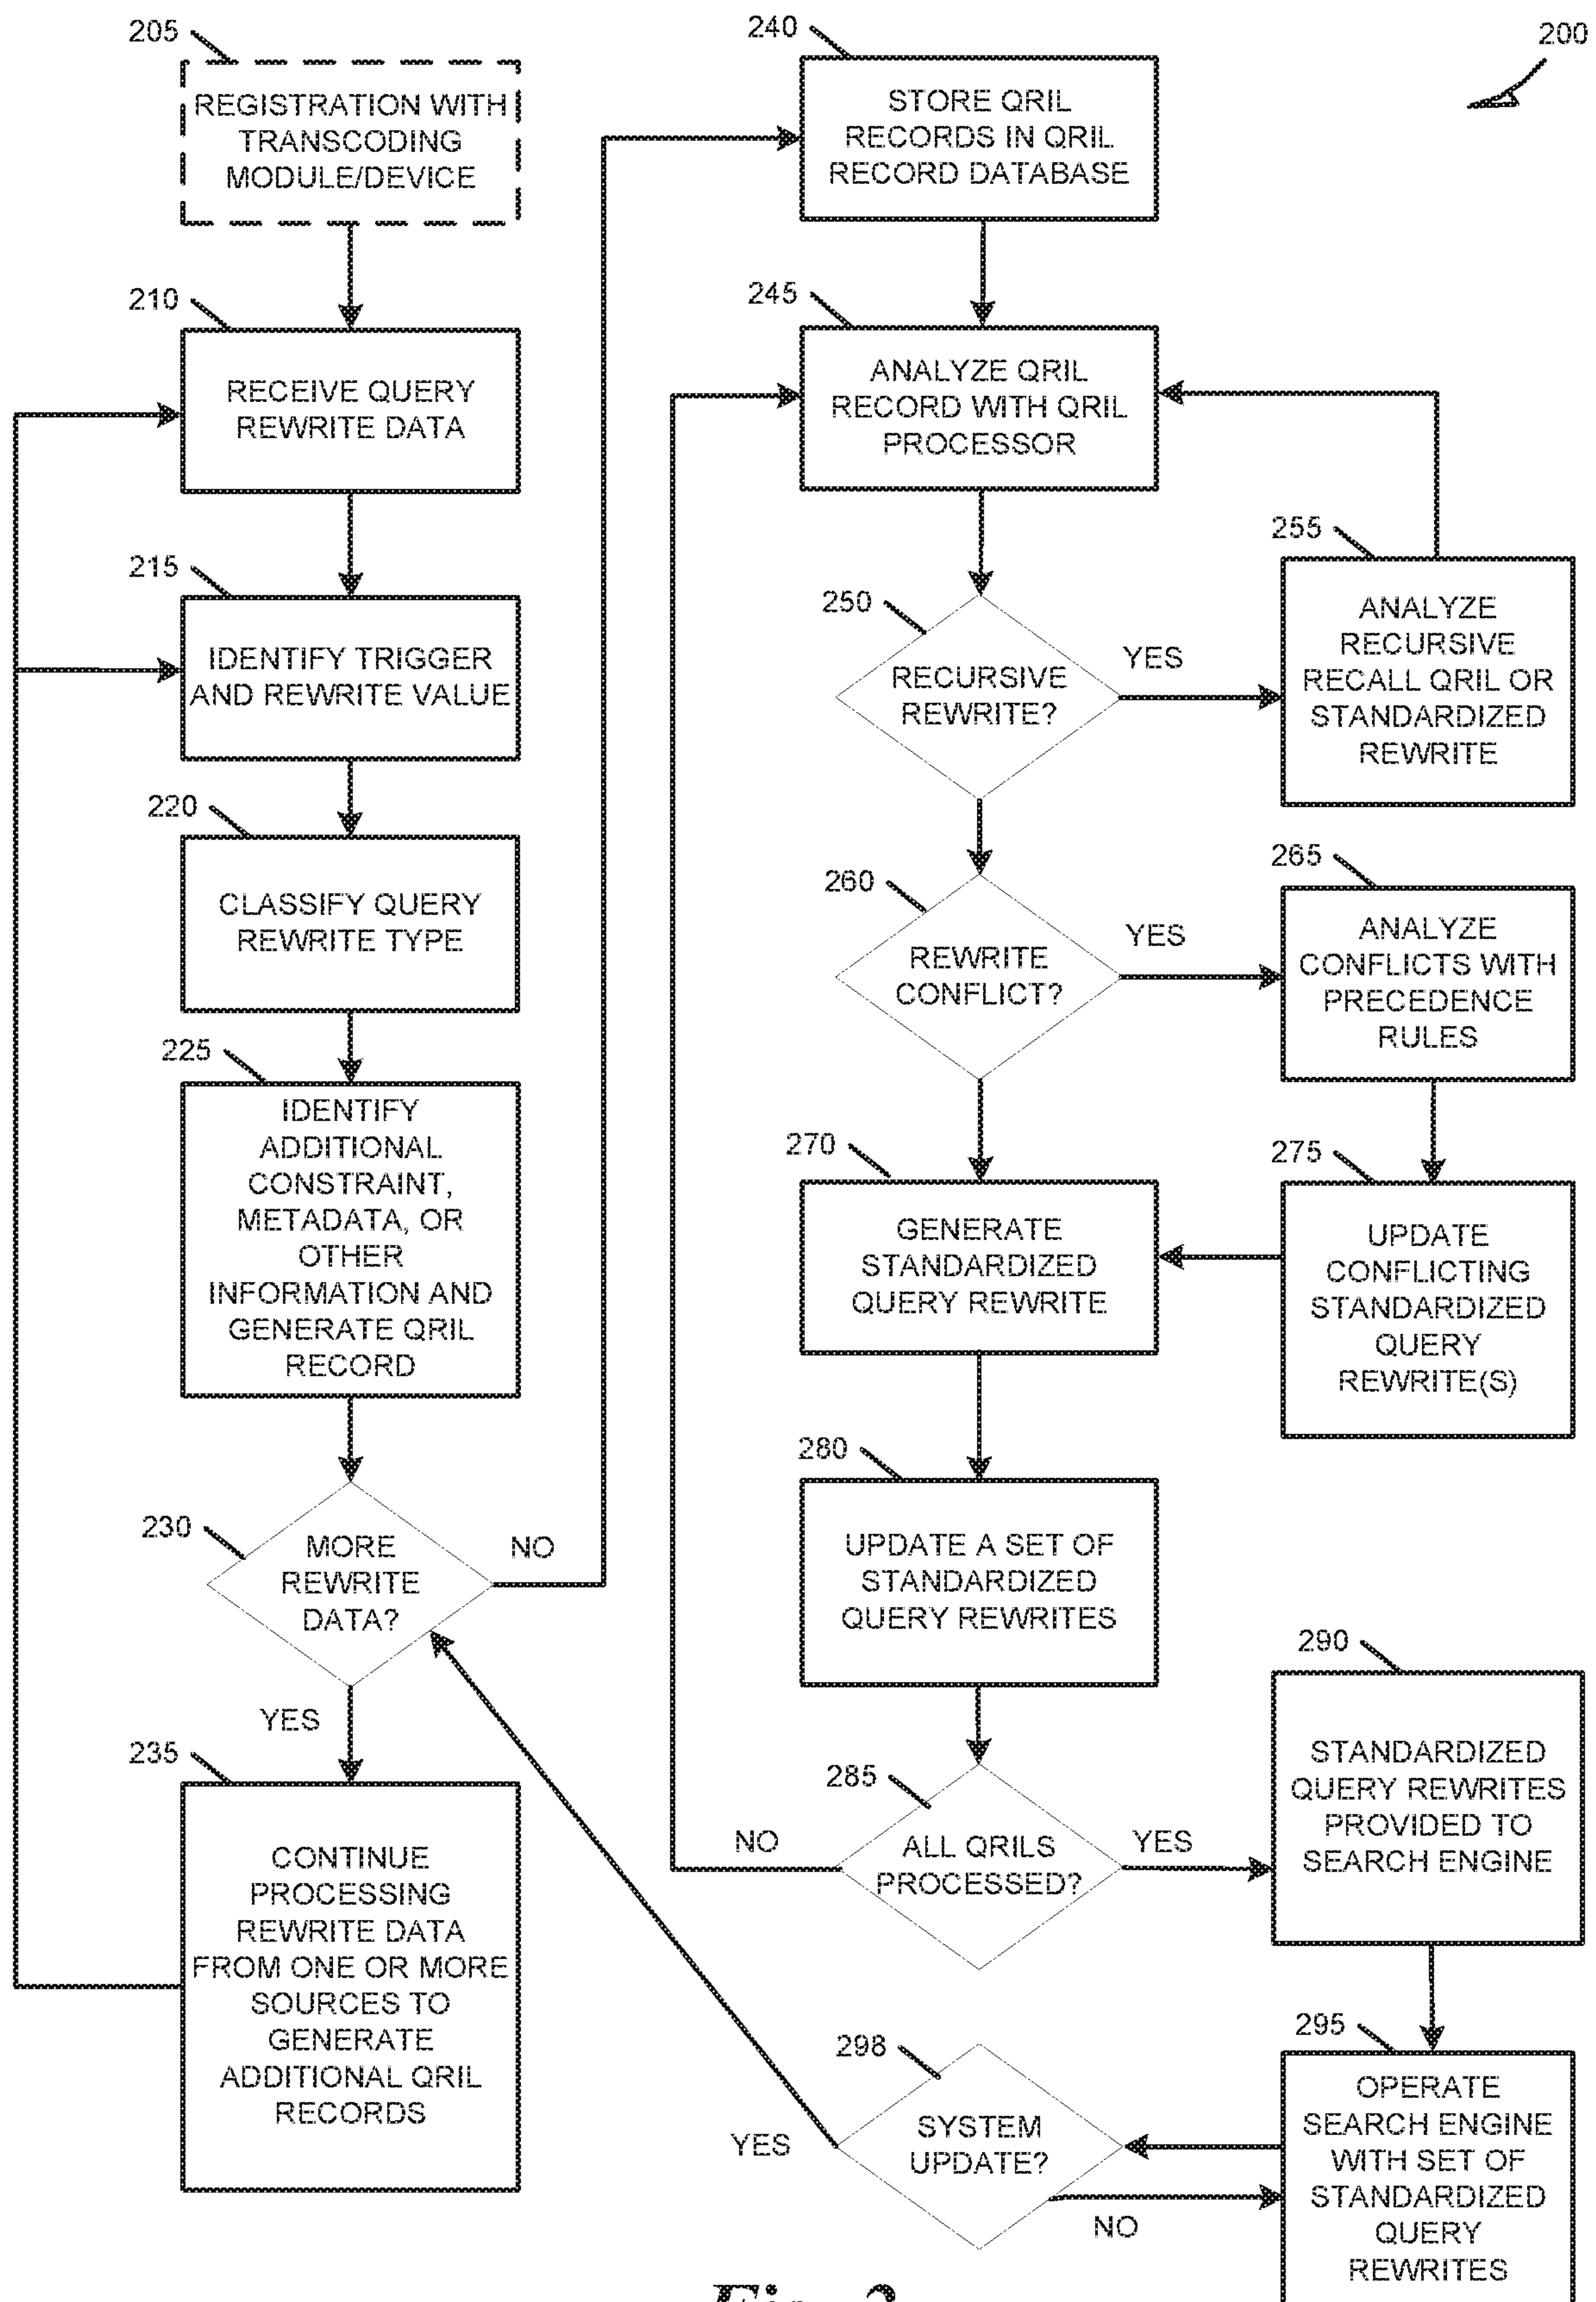 205
REGISTRATION WITH
TRANSCODING
MODULE/DEVICE
210
RECEIVE QUERY
REWRITE DATA
215
IDENTIFY TRIGGER
AND REWRITE VALUE
220
CLASSIFY QUERY
REWRITE TYPE
225
IDENTIFY
ADDITIONAL
CONSTRAINT,
METADATA, OR
OTHER
INFORMATION AND
GENERATE QRIL
RECORD
230
MORE
REWRITE
DATA?
NO
YES
235
CONTINUE
PROCESSING
REWRITE DATA
FROM ONE OR MORE
SOURCES TO
GENERATE
ADDITIONAL QRIL
RECORDS
240
STORE QRIL
RECORDS IN QRIL
RECORD DATABASE
200
245
ANALYZE QRIL
RECORD WITH QRIL
PROCESSOR
250
RECURSIVE
REWRITE?
YES
255
ANALYZE
RECURSIVE
RECALL QRIL OR
STANDARDIZED
REWRITE
260
REWRITE
CONFLICT?
YES
265
ANALYZE
CONFLICTS WITH
PRECEDENCE
RULES
270
GENERATE
STANDARDIZED
QUERY REWRITE
275
UPDATE
CONFLICTING
STANDARDIZED
QUERY
REWRITE(S)
280
UPDATE A SET OF
STANDARDIZED
QUERY REWRITES
285
ALL QRILS
PROCESSED?
NO
YES
290
STANDARDIZED
QUERY REWRITES
PROVIDED TO
SEARCH ENGINE
295
OPERATE
SEARCH ENGINE
WITH SET OF
STANDARDIZED
QUERY
REWRITES
298
SYSTEM
UPDATE?
YES
NO